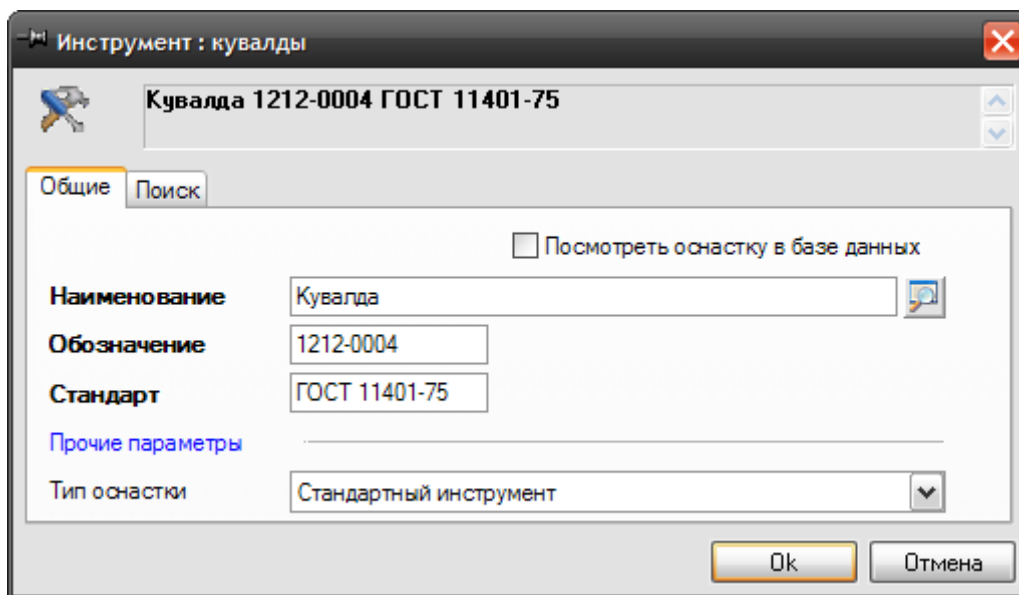 Инструмент : кувалды
Кувалда 1212-0004 ГОСТ 11401-75
Общие Поиск
Посмотреть оснастку в базе данных
Наименование Кувалда
Обозначение 1212-0004
Стандарт ГОСТ 11401-75
Прочие параметры
Тип оснастки Стандартный инструмент
Ok Отмена